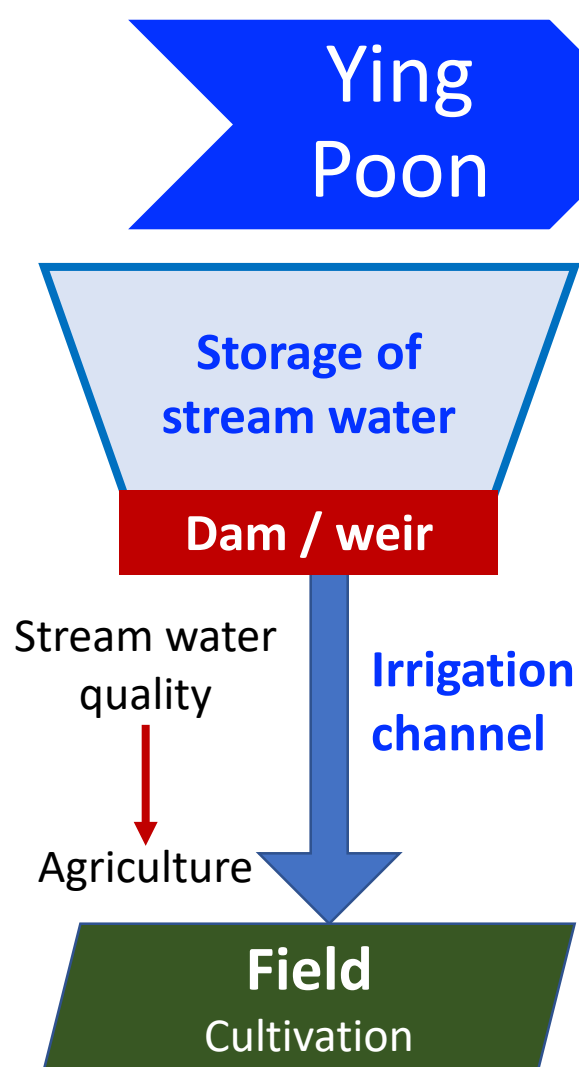 Ying
Poon
Storage of
stream water
Dam / weir
Stream water
quality
Irrigation
channel
Agriculture
Field
Cultivation